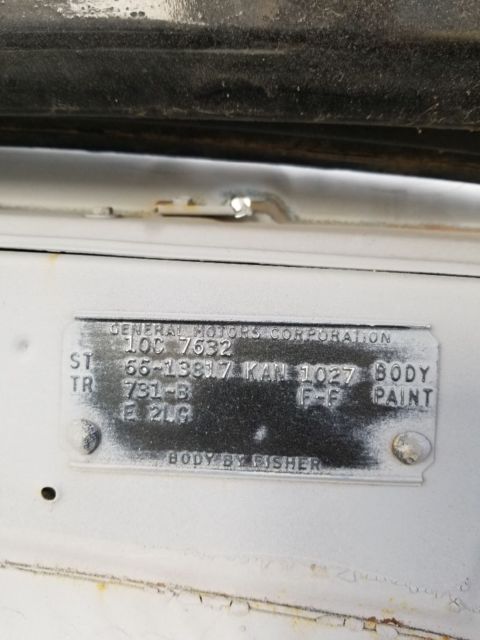 GENERAL MOTORS CORPORATION
10C 7632
ST 66-13817 KAN 1027 BODY
TR 731-B F-F PAINT
E 2LG
BODY BY FISHER